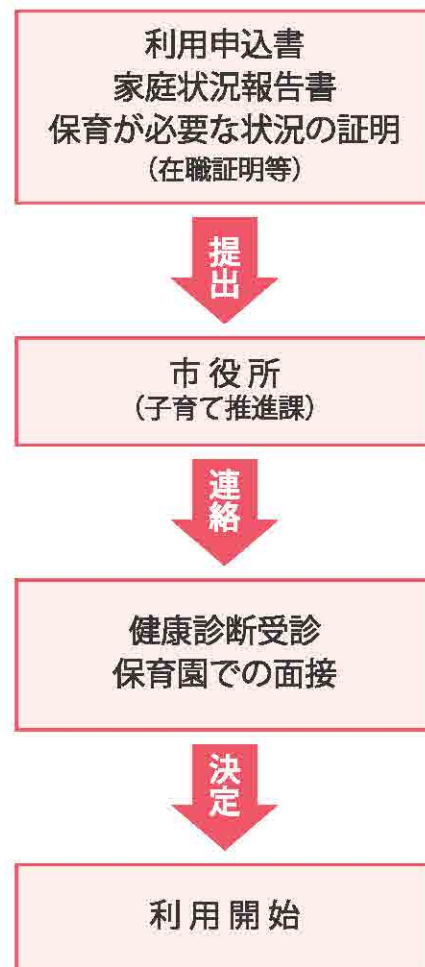 利用申込書
家庭状況報告書
保育が必要な状況の証明
(在職証明等)
提出
市役所
(子育て推進課)
連絡
健康診断受診
保育園での面接
決定
利用開始